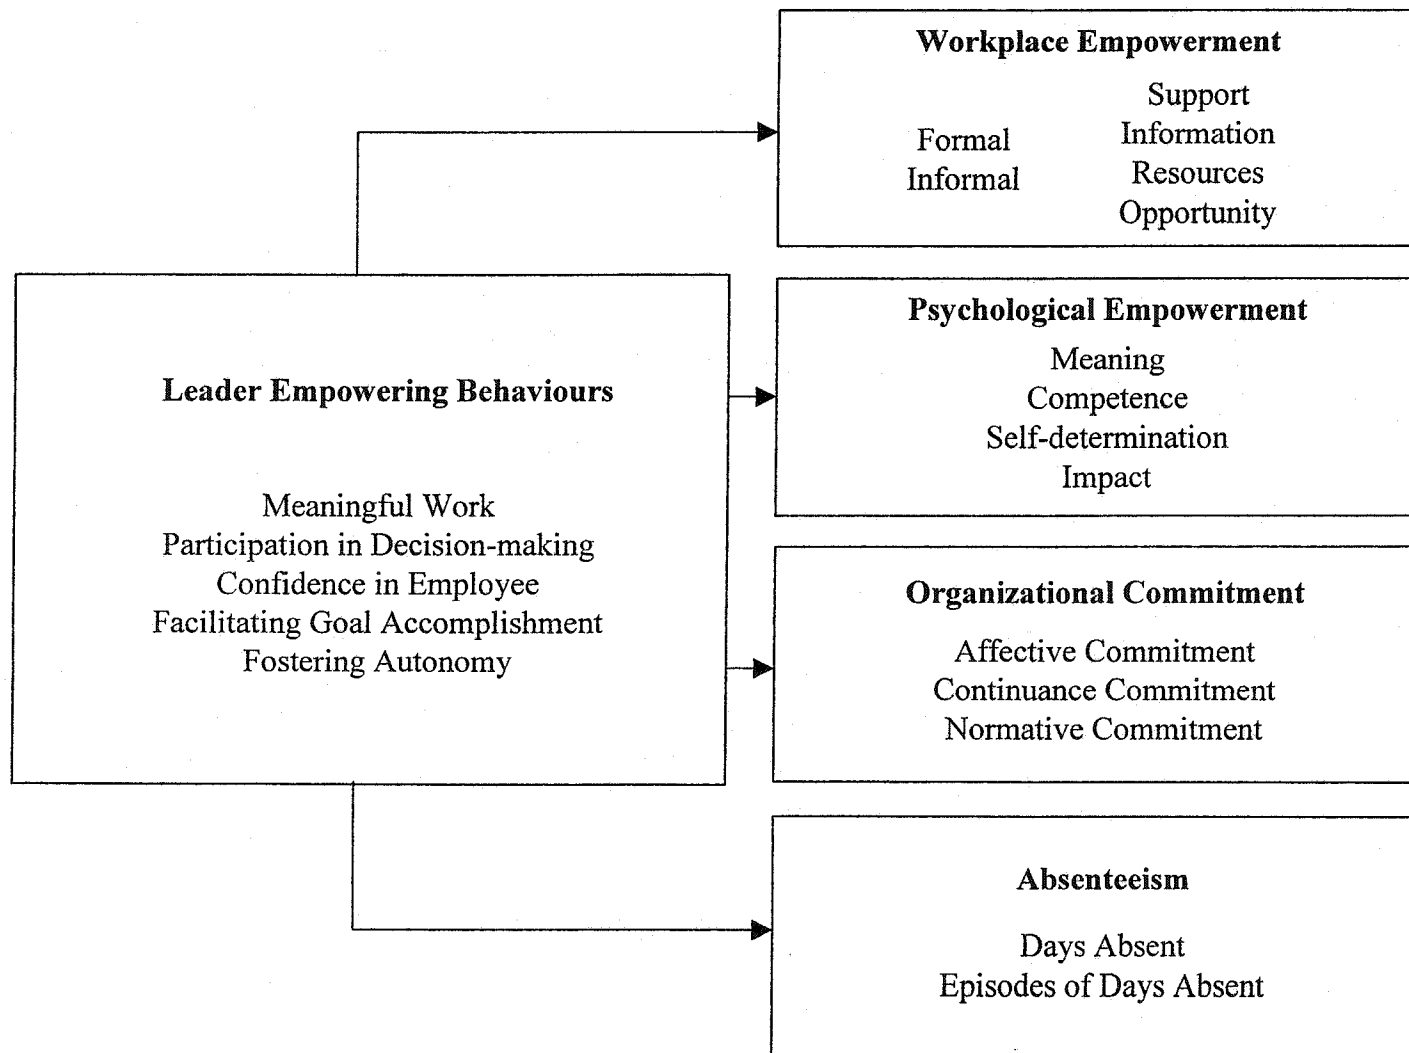 Workplace Empowerment
Formal
Informal
Support
Information
Resources
Opportunity
Leader Empowering Behaviours
Meaningful Work
Participation in Decision-making
Confidence in Employee
Facilitating Goal Accomplishment
Fostering Autonomy
Psychological Empowerment
Meaning
Competence
Self-determination
Impact
Organizational Commitment
Affective Commitment
Continuance Commitment
Normative Commitment
Absenteeism
Days Absent
Episodes of Days Absent